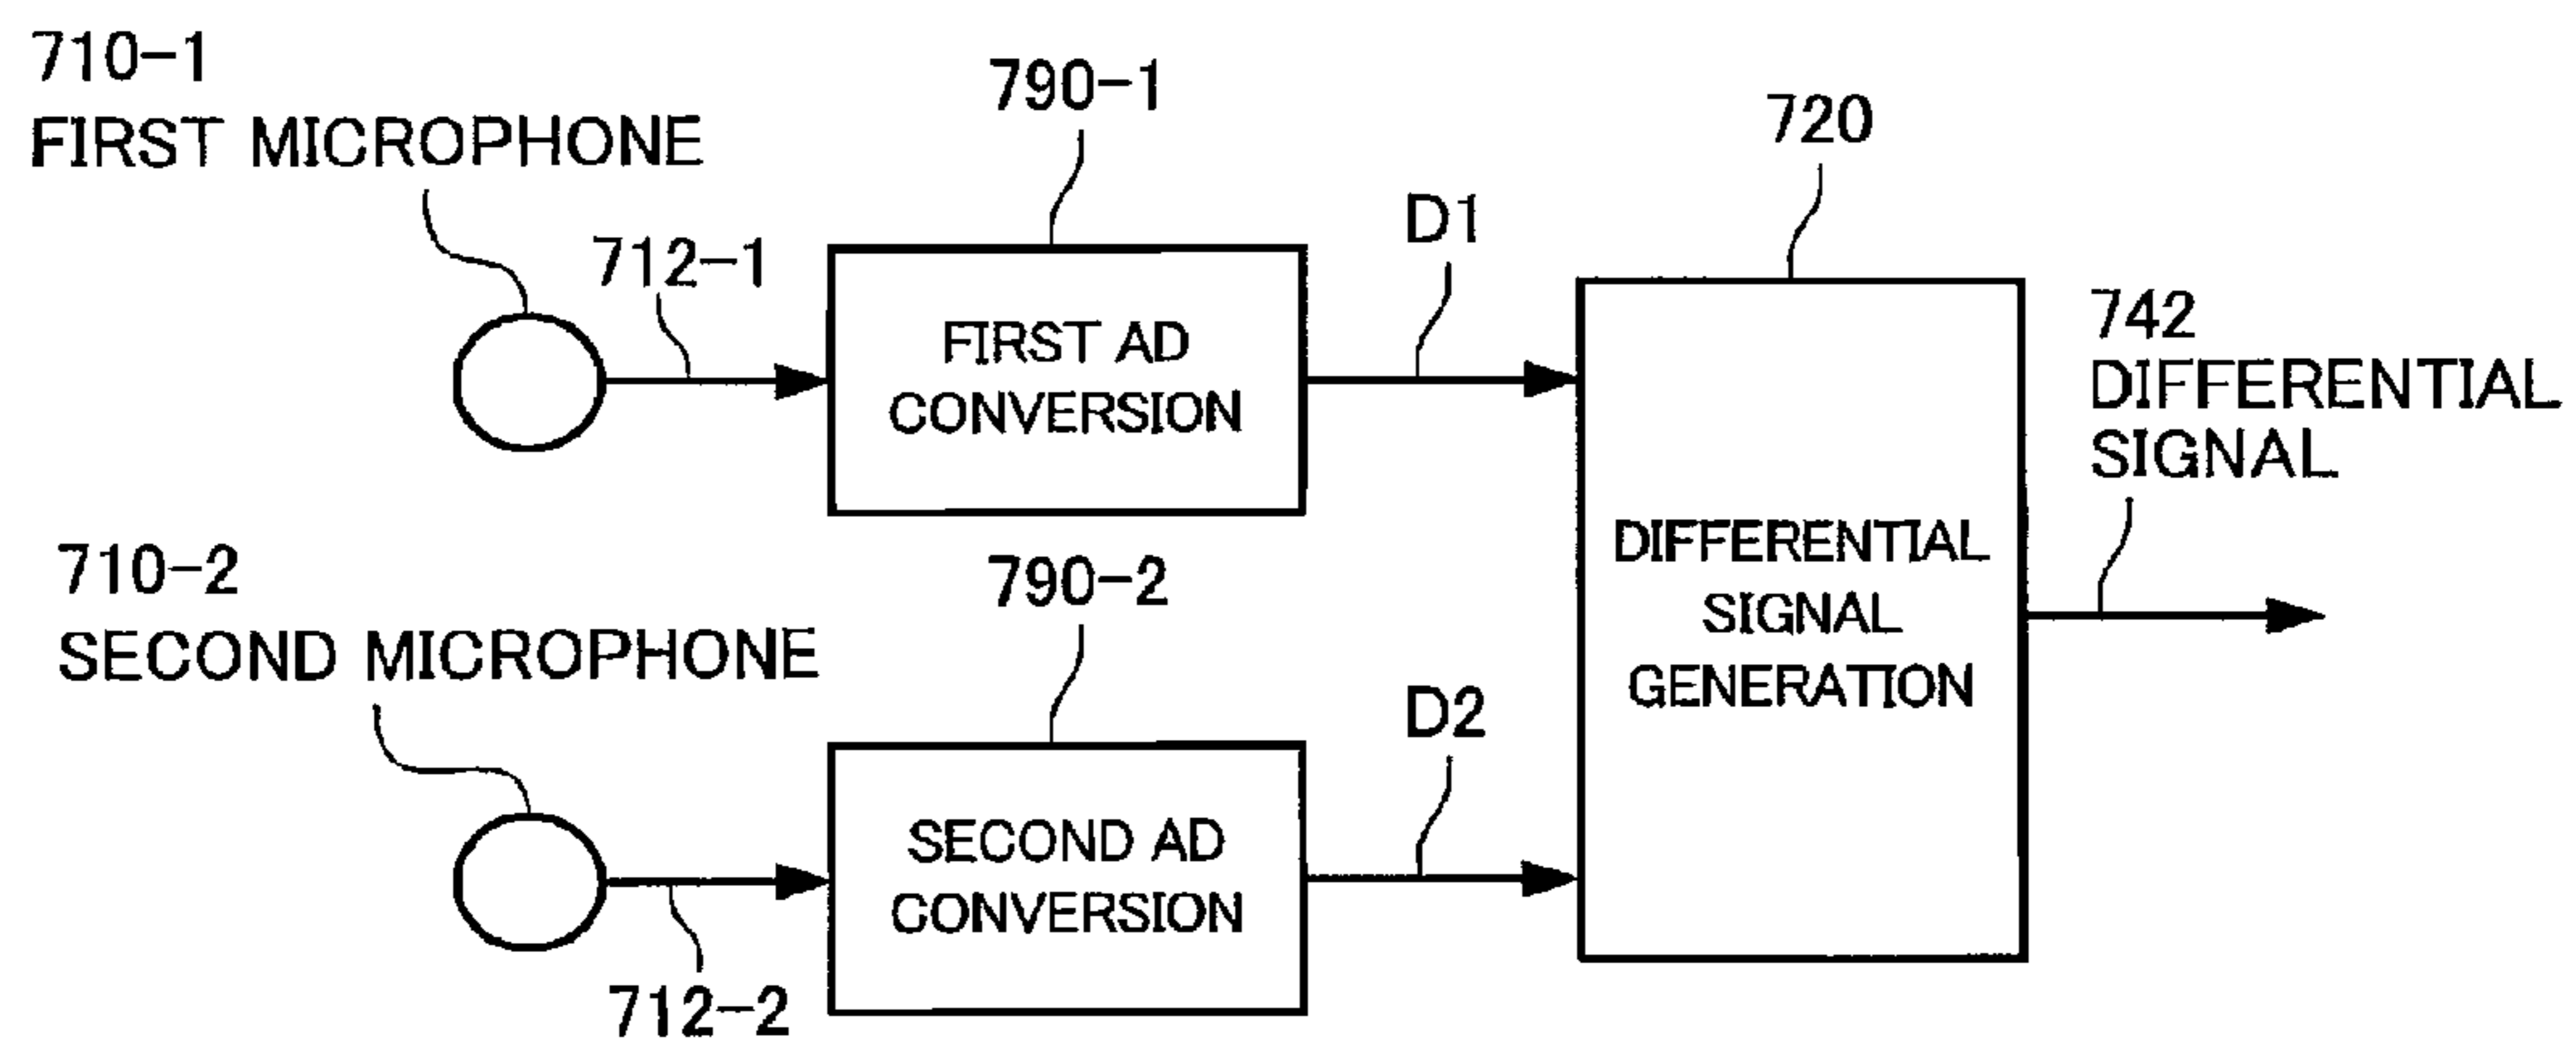 710-1
FIRST MICROPHONE
712-1
790-1
FIRST AD
CONVERSION
D1
720
DIFFERENTIAL
SIGNAL
GENERATION
742
DIFFERENTIAL
SIGNAL
710-2
SECOND MICROPHONE
712-2
790-2
SECOND AD
CONVERSION
D2